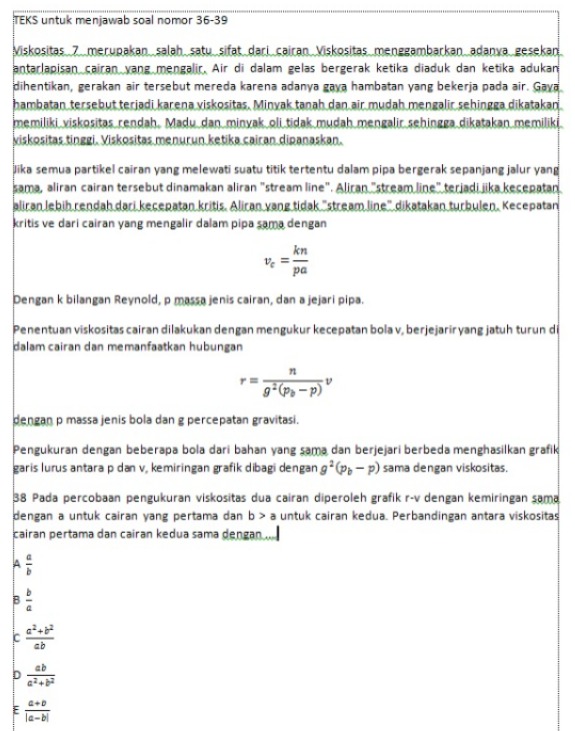 TEKS untuk menjawab soal nomor 36-39
Viskositas 7 merupakan salah satu sifat dari cairan Viskositas menggambarkan adanya gesekan
antarlapisan cairan yang mengalir. Air di dalam gelas bergerak ketika diaduk dan ketika adukan
dihentikan, gerakan air tersebut mereda karena adanya gaya hambatan yang bekerja pada air. Gaya
hambatan tersebut terjadi karena viskositas. Minyak tanah dan air mudah mengalir sehingga dikatakan
memiliki viskositas rendah. Madu dan minyak oli tidak mudah mengalir sehingga dikatakan memiliki
viskositas tinggi. Viskositas menurun ketika cairan dipanaskan.
Jika semua partikel cairan yang melewati suatu titik tertentu dalam pipa bergerak sepanjang jalur yang
sama, aliran cairan tersebut dinamakan aliran "stream line". Aliran "stream line" terjadi jika kecepatan
aliran lebih rendah dari kecepatan kritis. Aliran yang tidak "stream line" dikatakan turbulen. Kecepatan
kritis ve dari cairan yang mengalir dalam pipa sama dengan
v_c = kn/pa
Dengan k bilangan Reynold, p massa jenis cairan, dan a jejari pipa.
Penentuan viskositas cairan dilakukan dengan mengukur kecepatan bola v, berjejariryang jatuh turun di
dalam cairan dan memanfaatkan hubungan
r = n/(g²(p_b − p)) v
dengan p massa jenis bola dan g percepatan gravitasi.
Pengukuran dengan beberapa bola dari bahan yang sama dan berjejari berbeda menghasilkan grafik
garis lurus antara p dan v, kemiringan grafik dibagi dengan g²(p_b − p) sama dengan viskositas.
38 Pada percobaan pengukuran viskositas dua cairan diperoleh grafik r-v dengan kemiringan sama
dengan a untuk cairan yang pertama dan b > a untuk cairan kedua. Perbandingan antara viskositas
cairan pertama dan cairan kedua sama dengan ....
A a/b
B b/a
C (a²+b²)/ab
D ab/(a²+b²)
E (a+b)/|a−b|